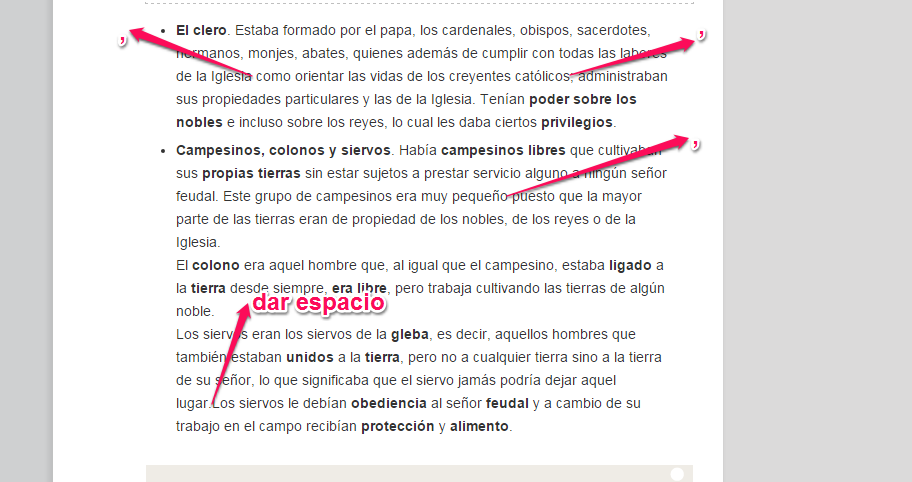 El clero. Estaba formado por el papa, los cardenales, obispos, sacerdotes,
,
,
hermanos, monjes, abates, quienes además de cumplir con todas las labores
de la Iglesia como orientar las vidas de los creyentes católicos, administraban
sus propiedades particulares y las de la Iglesia. Tenían poder sobre los
nobles e incluso sobre los reyes, lo cual les daba ciertos privilegios.
Campesinos, colonos y siervos. Había campesinos libres que cultivaban
,
sus propias tierras sin estar sujetos a prestar servicio alguno a ningún señor
feudal. Este grupo de campesinos era muy pequeño puesto que la mayor
parte de las tierras eran de propiedad de los nobles, de los reyes o de la
Iglesia.
El colono era aquel hombre que, al igual que el campesino, estaba ligado a
la tierra desde siempre, era libre, pero trabaja cultivando las tierras de algún
dar espacio
noble.
Los siervos eran los siervos de la gleba, es decir, aquellos hombres que
también estaban unidos a la tierra, pero no a cualquier tierra sino a la tierra
de su señor, lo que significaba que el siervo jamás podría dejar aquel
lugar.Los siervos le debían obediencia al señor feudal y a cambio de su
trabajo en el campo recibían protección y alimento.